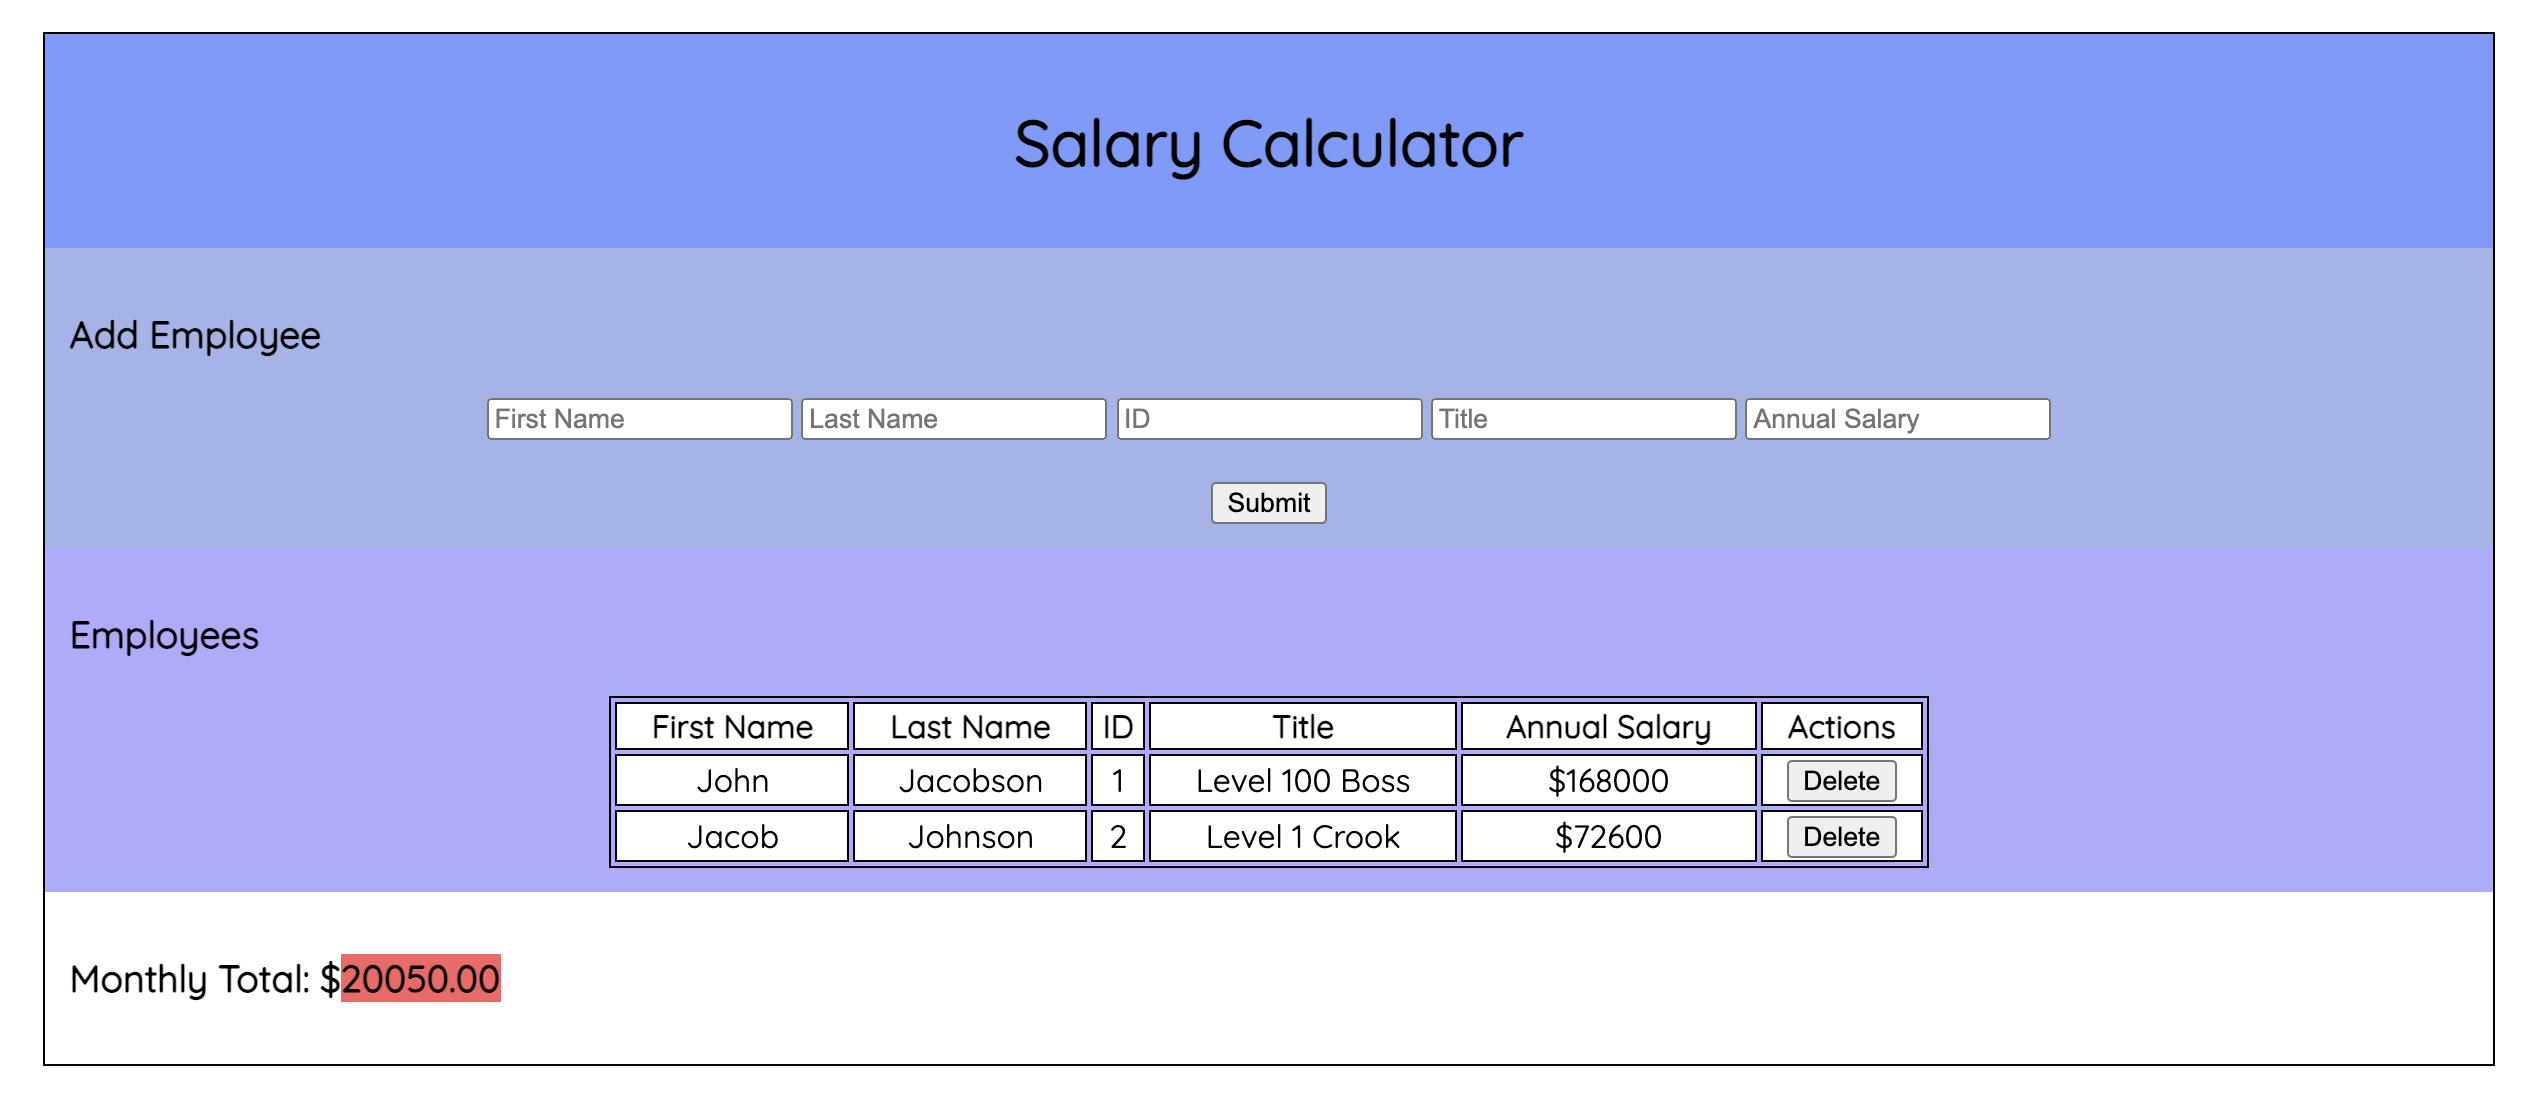 Salary Calculator
Add Employee
First Name Last Name ID Title Annual Salary
Submit
Employees
First Name Last Name ID Title Annual Salary Actions
John Jacobson 1 Level 100 Boss $168000 Delete
Jacob Johnson 2 Level 1 Crook $72600 Delete
Monthly Total: $20050.00